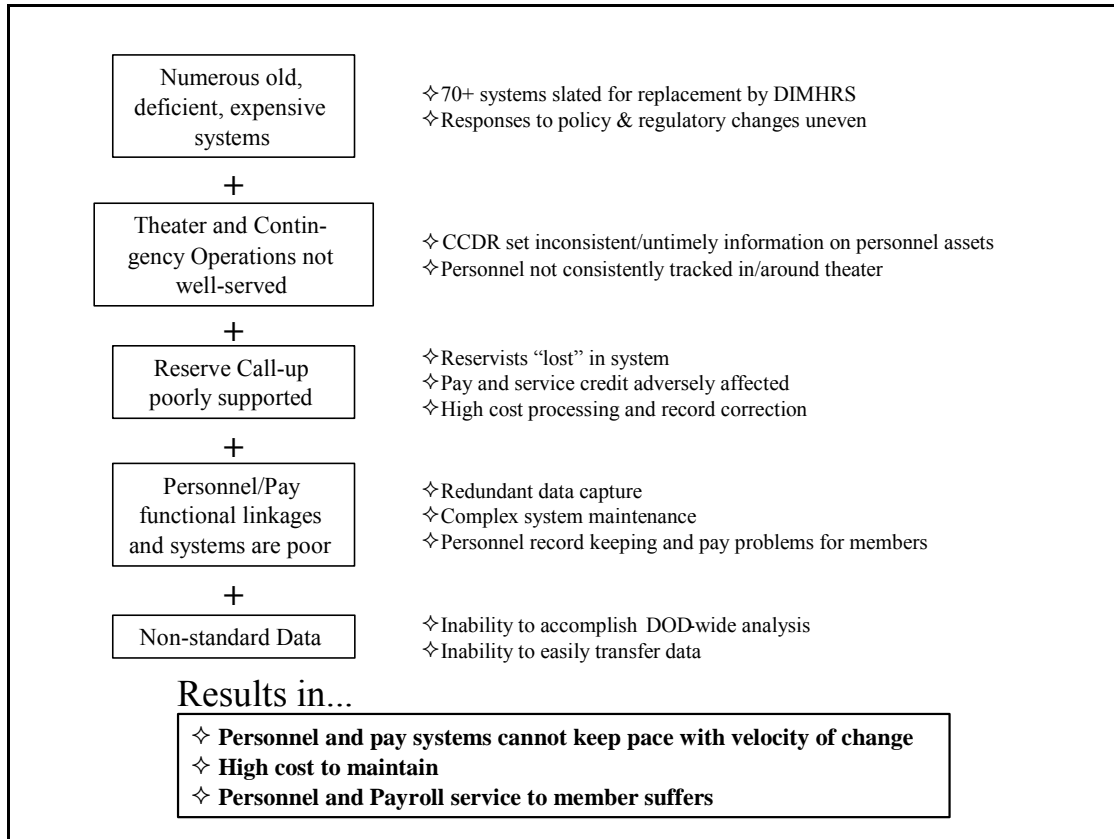 Numerous old,
deficient, expensive
systems
✧70+ systems slated for replacement by DIMHRS
✧Responses to policy & regulatory changes uneven
+
Theater and Contin-
gency Operations not
well-served
✧CCDR set inconsistent/untimely information on personnel assets
✧Personnel not consistently tracked in/around theater
+
Reserve Call-up
poorly supported
✧Reservists “lost” in system
✧Pay and service credit adversely affected
✧High cost processing and record correction
+
Personnel/Pay
functional linkages
and systems are poor
✧Redundant data capture
✧Complex system maintenance
✧Personnel record keeping and pay problems for members
+
Non-standard Data
✧Inability to accomplish DOD-wide analysis
✧Inability to easily transfer data
Results in...
✧ Personnel and pay systems cannot keep pace with velocity of change
✧ High cost to maintain
✧ Personnel and Payroll service to member suffers